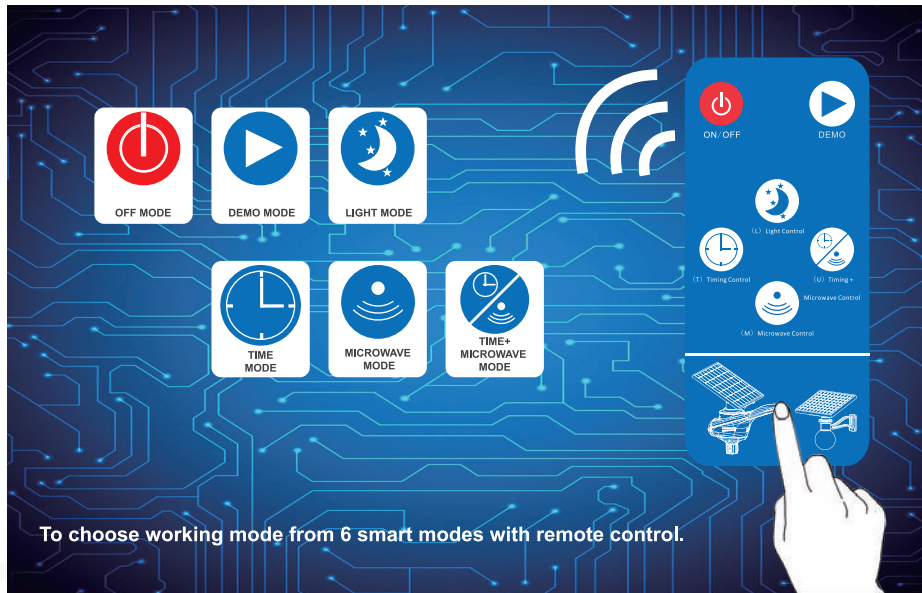 OFF MODE
DEMO MODE
LIGHT MODE
TIME
MODE
MICROWAVE
MODE
TIME+
MICROWAVE
MODE
ON/OFF
DEMO
(L) Light Control
(T) Timing Control
(U) Timing +
Microwave Control
(M) Microwave Control
To choose working mode from 6 smart modes with remote control.